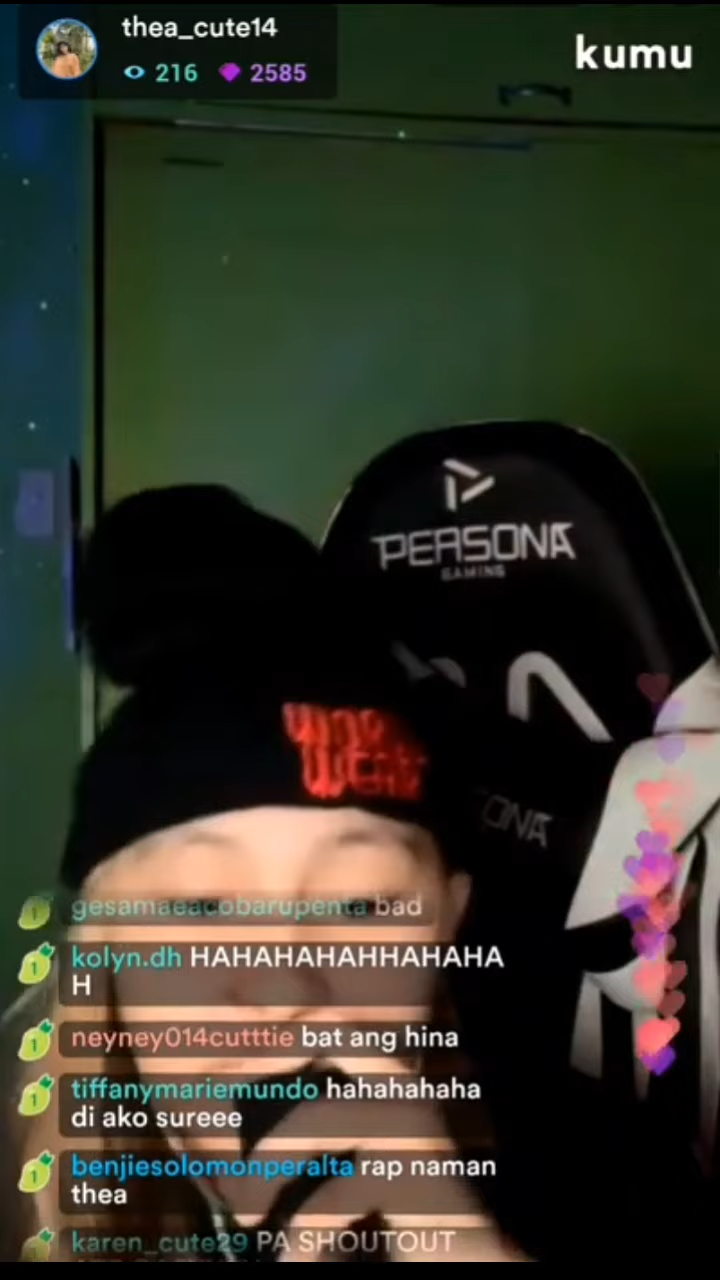 thea_cute14
216 2585
kumu
PERSONA
GAMING
gesamaeacobarupenta bad
kolyn.dh HAHAHAHAHHAHAHA
H
neyney014cutttie bat ang hina
tiffanymariemundo hahahahaha
di ako sureee
benjiesolomonperalta rap naman
thea
karen_cute29 PA SHOUTOUT